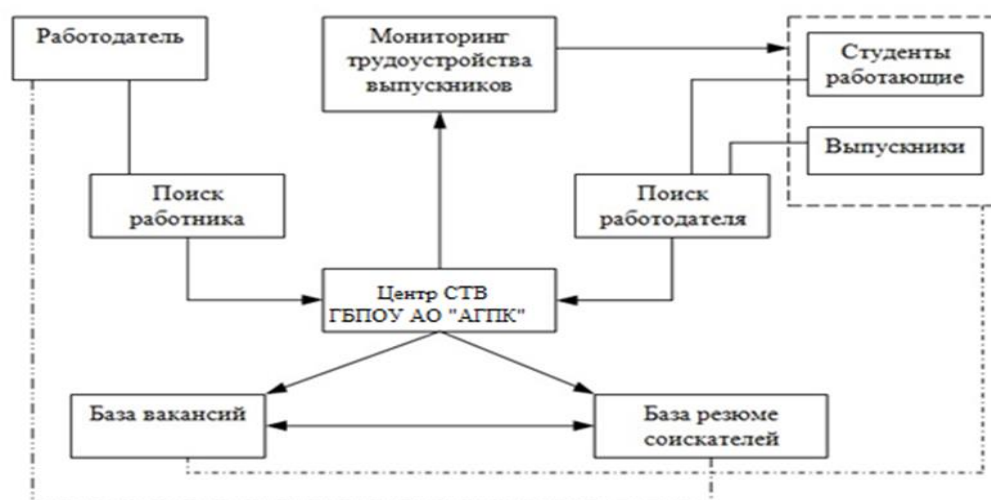 Работодатель
Мониторинг
трудоустройства
выпускников
Студенты
работающие
Выпускники
Поиск
работника
Поиск
работодателя
Центр СТВ
ГБПОУ АО "АГПК"
База вакансий
База резюме
соискателей